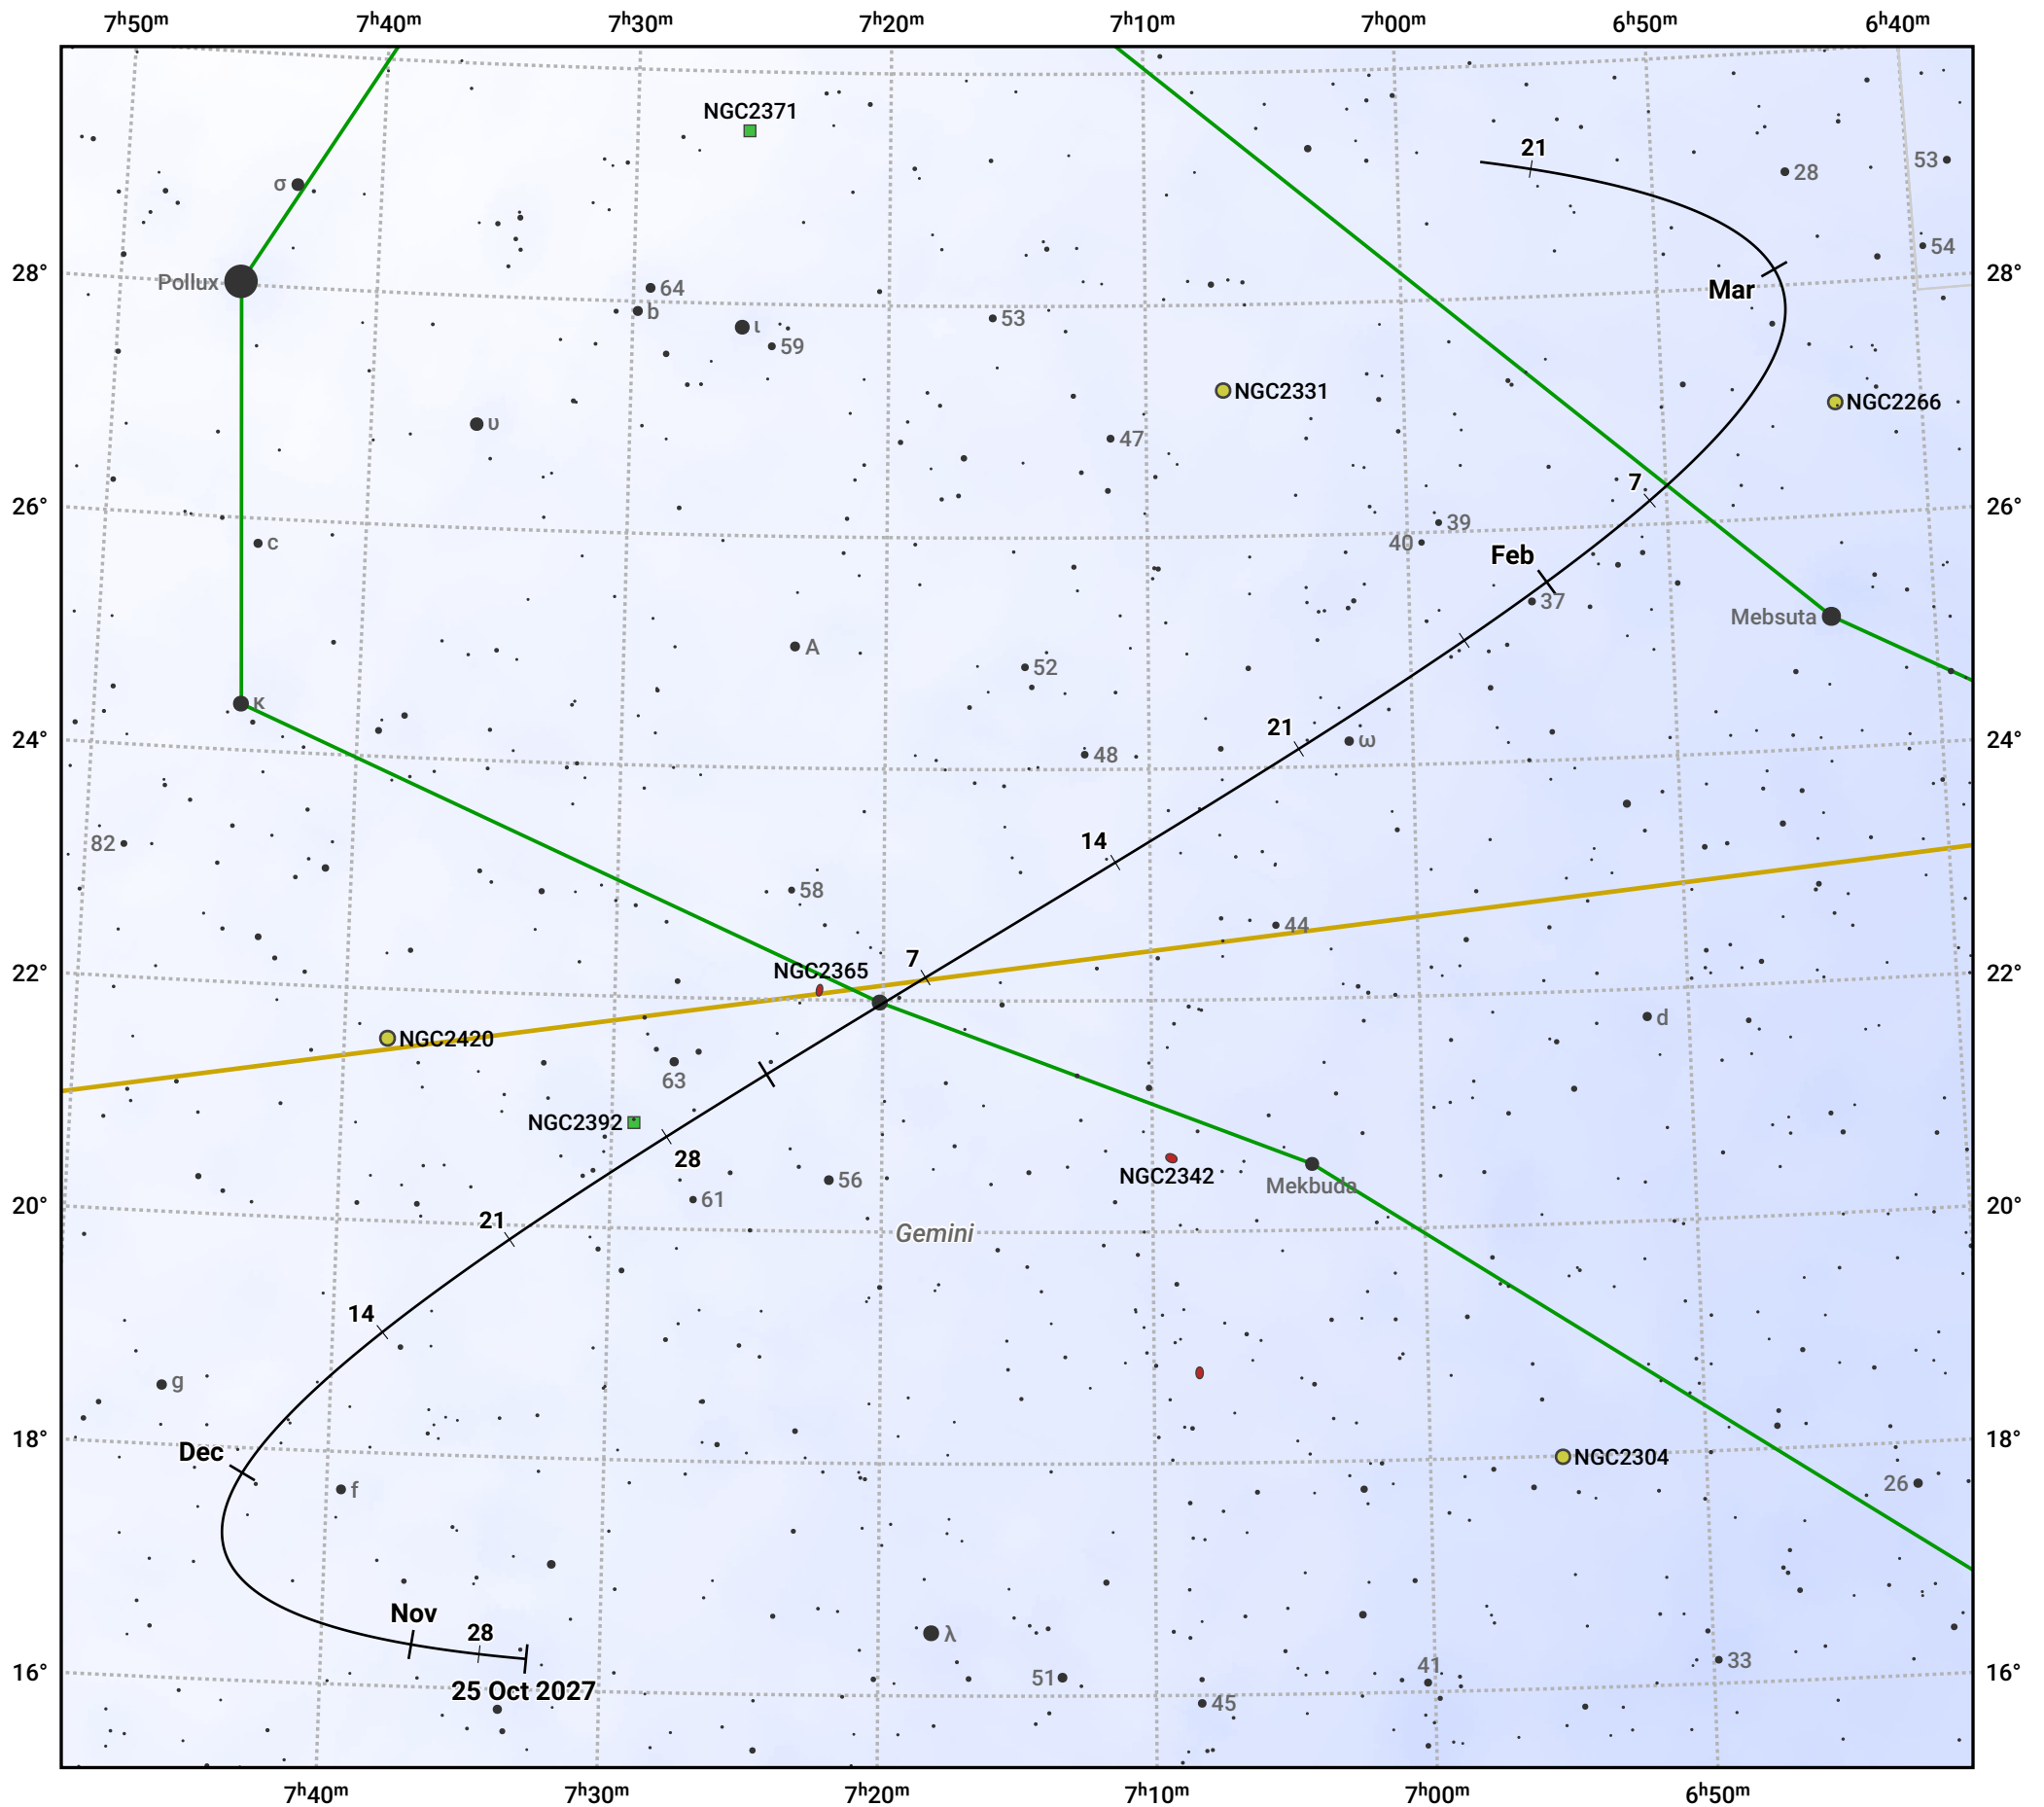 7ʰ50ᵐ 7ʰ40ᵐ 7ʰ30ᵐ 7ʰ20ᵐ 7ʰ10ᵐ 7ʰ00ᵐ 6ʰ50ᵐ 6ʰ40ᵐ
NGC2371
21
53
28
σ
54
28° 28°
Pollux
64
Mar
b
53
ι
59
NGC2331
NGC2266
υ
47
7
26° 26°
39
c
40
Feb
37
Mebsuta
A
52
κ
21
24° ω 24°
48
82
14
58
44
7
22° NGC2365 22°
d
NGC2420
63
NGC2392
28
NGC2342
56
Mekbuda
61
20° 20°
21
Gemini
14
g
18° 18°
Dec
NGC2304
26
f
Nov
28
λ
33
41
16° 16°
51
25 Oct 2027
45
7ʰ40ᵐ 7ʰ30ᵐ 7ʰ20ᵐ 7ʰ10ᵐ 7ʰ00ᵐ 6ʰ50ᵐ